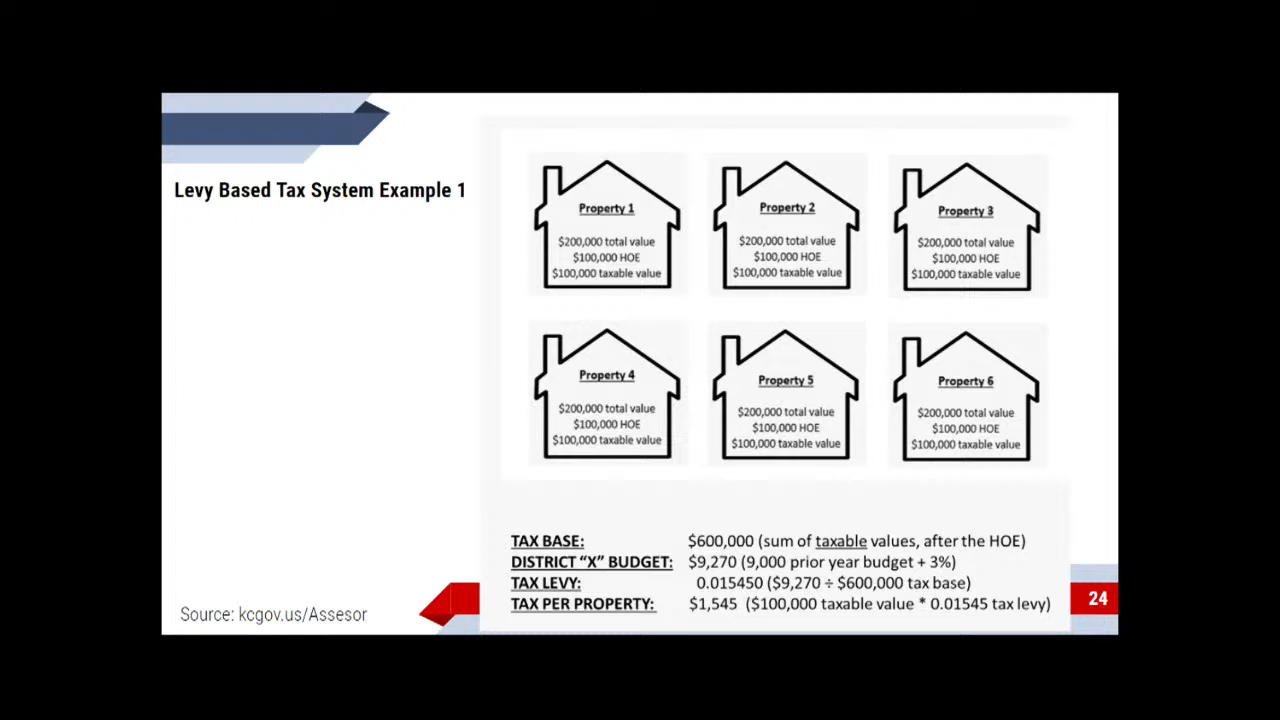 Levy Based Tax System Example 1
Property 1
$200,000 total value
$100,000 HOE
$100,000 taxable value
Property 2
$200,000 total value
$100,000 HOE
$100,000 taxable value
Property 3
$200,000 total value
$100,000 HOE
$100,000 taxable value
Property 4
$200,000 total value
$100,000 HOE
$100,000 taxable value
Property 5
$200,000 total value
$100,000 HOE
$100,000 taxable value
Property 6
$200,000 total value
$100,000 HOE
$100,000 taxable value
TAX BASE: $600,000 (sum of taxable values, after the HOE)
DISTRICT “X” BUDGET: $9,270 (9,000 prior year budget + 3%)
TAX LEVY: 0.015450 ($9,270 ÷ $600,000 tax base)
TAX PER PROPERTY: $1,545 ($100,000 taxable value * 0.01545 tax levy)
Source: kcgov.us/Assesor
24